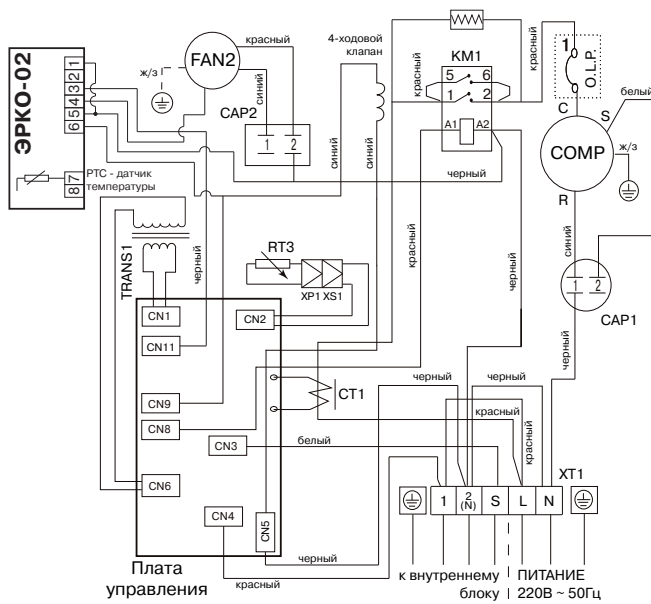 ЭРКО-02
1
2
3
4
5
6
7
8
РТС - датчик
температуры
ж/з
FAN2
красный
синий
CAP2
1
2
4-ходовой
клапан
синий
синий
красный
KM1
5
6
1
2
A1
A2
черный
красный
красный
черный
1
O.L.P.
C
S
белый
COMP
ж/з
R
синий
1
2
CAP1
черный
TRANS1
черный
RT3
XP1
XS1
CN1
CN2
CN11
CN9
CN8
CN3
CN6
CN4
CN5
CT1
белый
черный
черный
красный
красный
XT1
1
2
(N)
S
L
N
черный
красный
Плата
управления
к внутреннему
блоку
ПИТАНИЕ
220В ~ 50Гц